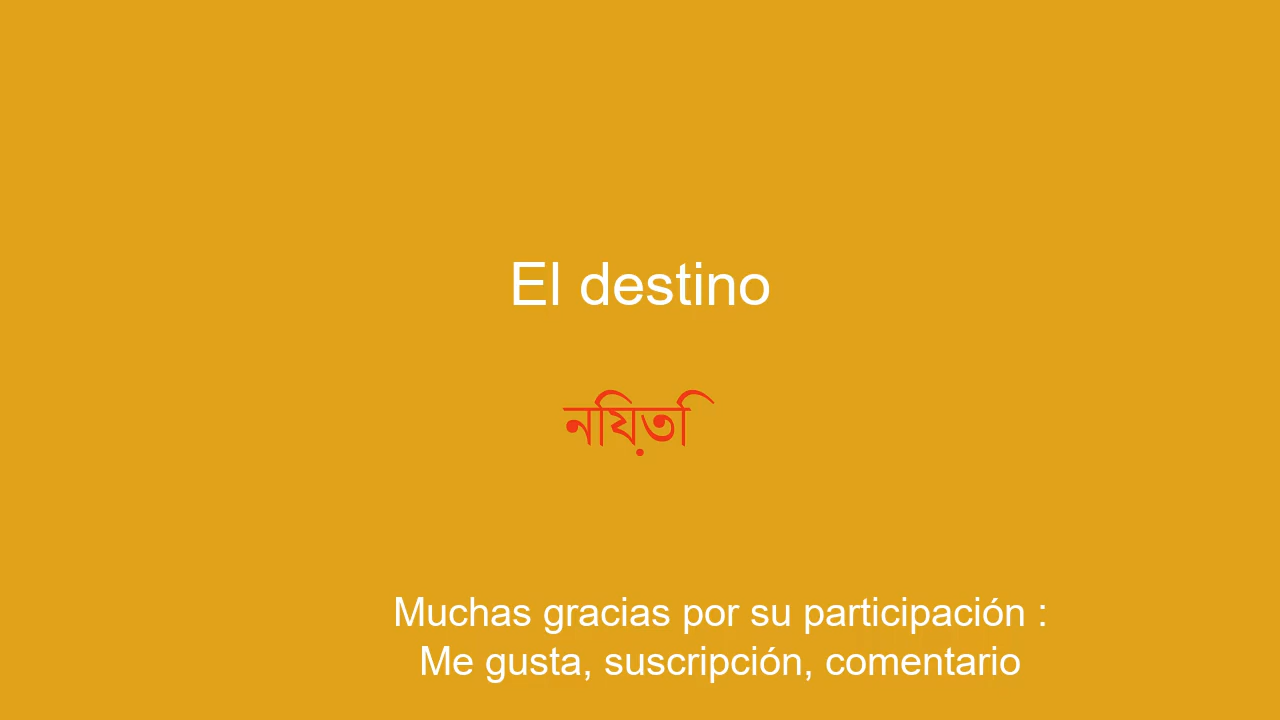 El destino
নিয়তি
Muchas gracias por su participación :
Me gusta, suscripción, comentario